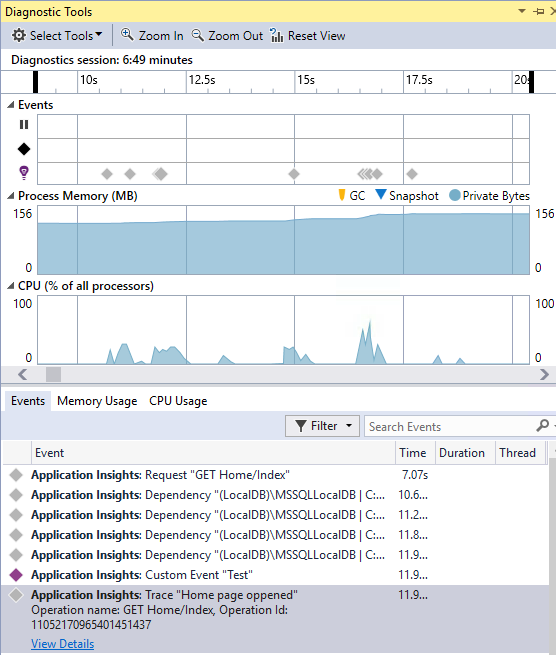 Diagnostic Tools
Select Tools Zoom In Zoom Out Reset View
Diagnostics session: 6:49 minutes
10s 12.5s 15s 17.5s 20s
Events
Process Memory (MB) GC Snapshot Private Bytes
156 156
0 0
CPU (% of all processors)
100 100
0 0
Events Memory Usage CPU Usage
Filter Search Events
Event Time Duration Thread
Application Insights: Request "GET Home/Index" 7.07s
Application Insights: Dependency "(LocalDB)\MSSQLLocalDB | C:... 10.6...
Application Insights: Dependency "(LocalDB)\MSSQLLocalDB | C:... 11.2...
Application Insights: Dependency "(LocalDB)\MSSQLLocalDB | C:... 11.8...
Application Insights: Dependency "(LocalDB)\MSSQLLocalDB | C:... 11.9...
Application Insights: Custom Event "Test" 11.9...
Application Insights: Trace "Home page oppened" 11.9...
Operation name: GET Home/Index, Operation Id:
11052170965401451437
View Details